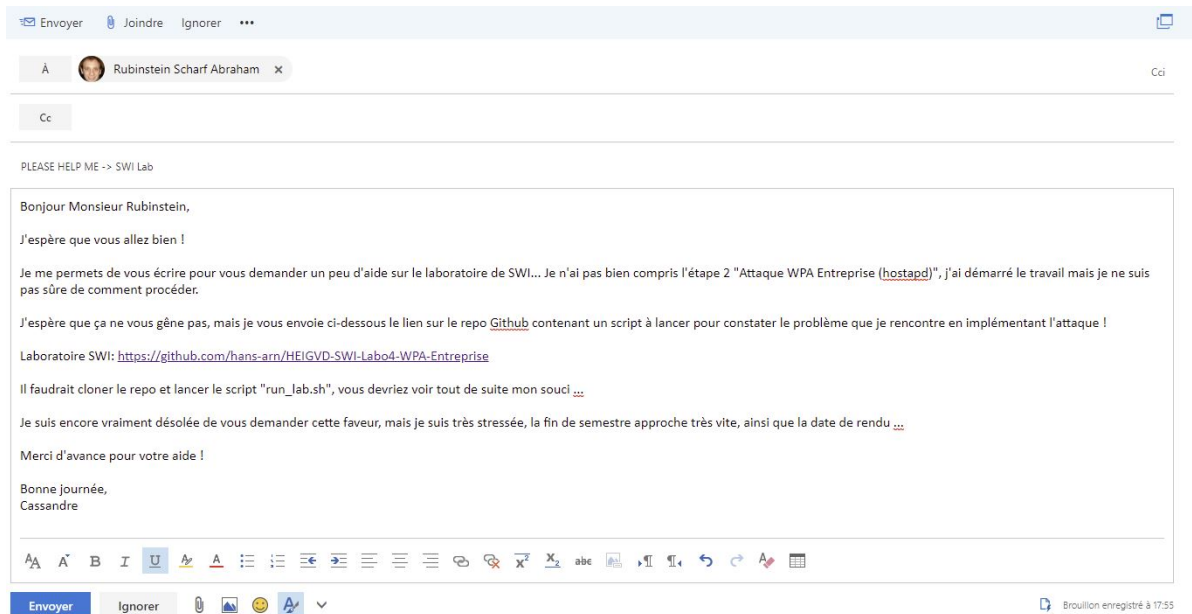 Envoyer Joindre Ignorer •••
À Rubinstein Scharf Abraham × Cci
Cc
PLEASE HELP ME -> SWI Lab
Bonjour Monsieur Rubinstein,
J'espère que vous allez bien !
Je me permets de vous écrire pour vous demander un peu d'aide sur le laboratoire de SWI... Je n'ai pas bien compris l'étape 2 "Attaque WPA Entreprise (hostapd)", j'ai démarré le travail mais je ne suis
pas sûre de comment procéder.
J'espère que ça ne vous gêne pas, mais je vous envoie ci-dessous le lien sur le repo Github contenant un script à lancer pour constater le problème que je rencontre en implémentant l'attaque !
Laboratoire SWI: https://github.com/hans-arn/HEIGVD-SWI-Labo4-WPA-Entreprise
Il faudrait cloner le repo et lancer le script "run_lab.sh", vous devriez voir tout de suite mon souci ...
Je suis encore vraiment désolée de vous demander cette faveur, mais je suis très stressée, la fin de semestre approche très vite, ainsi que la date de rendu ...
Merci d'avance pour votre aide !
Bonne journée,
Cassandre
AA A B I U A A x² X₂ abc
Envoyer Ignorer Brouillon enregistré à 17:55